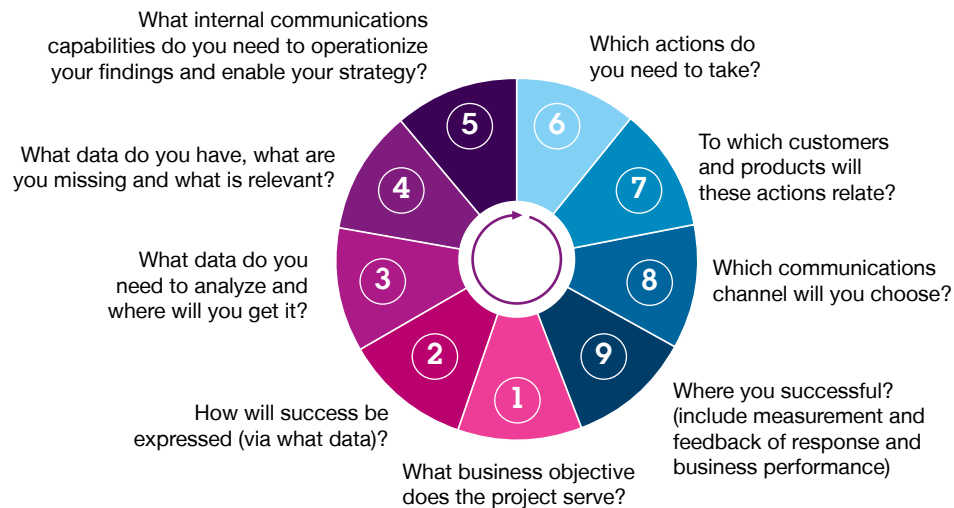 What internal communications
capabilities do you need to operationize
your findings and enable your strategy?
Which actions do
you need to take?
5
6
What data do you have, what are
you missing and what is relevant?
4
7
To which customers
and products will
these actions relate?
What data do you
need to analyze and
where will you get it?
3
8
Which communications
channel will you choose?
2
9
How will success be
expressed (via what data)?
1
Where you successful?
(include measurement and
feedback of response and
business performance)
What business objective
does the project serve?